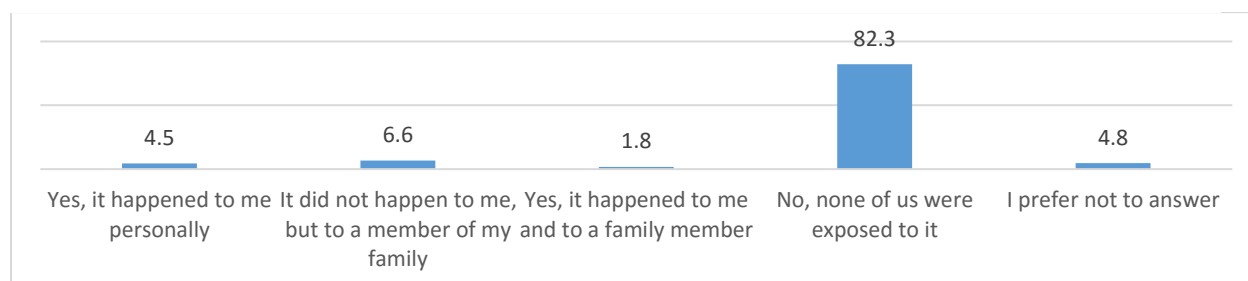 82.3
4.5
6.6
1.8
4.8
Yes, it happened to me
personally
It did not happen to me,
but to a member of my
family
Yes, it happened to me
and to a family member
No, none of us were
exposed to it
I prefer not to answer